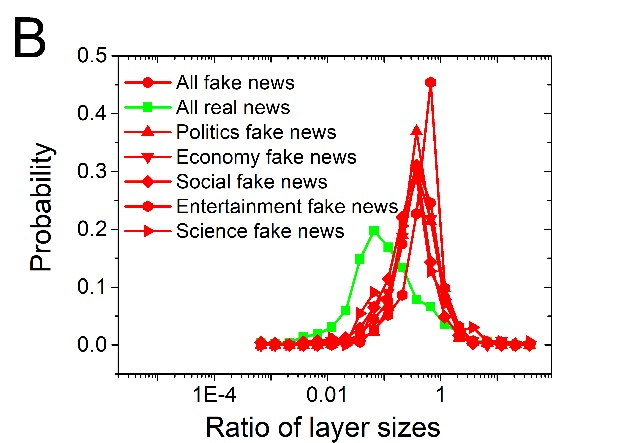 B
0.5
0.4
0.3
0.2
0.1
0.0
Probability
All fake news
All real news
Politics fake news
Economy fake news
Social fake news
Entertainment fake news
Science fake news
1E-4
0.01
1
Ratio of layer sizes